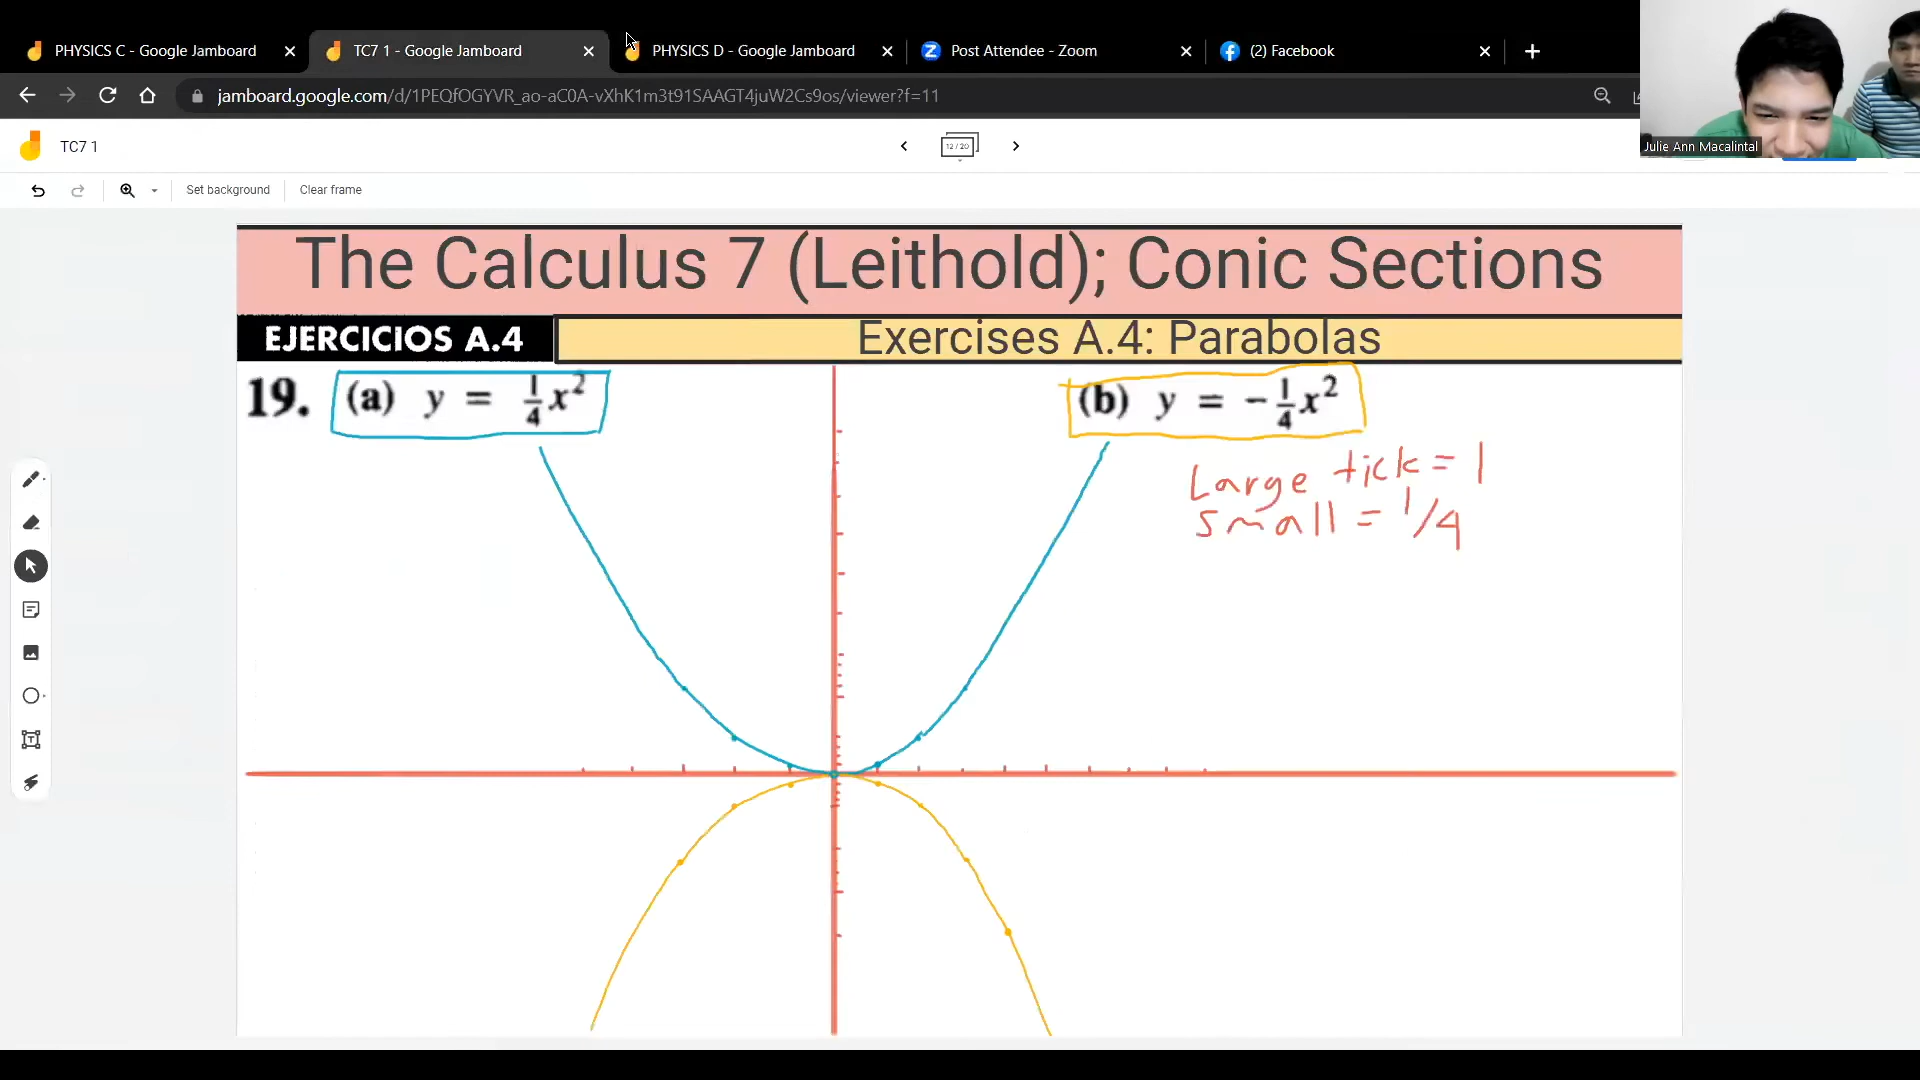 PHYSICS C - Google Jamboard
TC7 1 - Google Jamboard
PHYSICS D - Google Jamboard
Post Attendee - Zoom
(2) Facebook
jamboard.google.com/d/1PEQfOGYVR_ao-aC0A-vXhK1m3t91SAAGT4juW2Cs9os/viewer?f=11
TC7 1
12 / 20
Julie Ann Macalintal
Set background
Clear frame
The Calculus 7 (Leithold); Conic Sections
EJERCICIOS A.4
Exercises A.4: Parabolas
19. (a) y = 1/4 x²
(b) y = -1/4 x²
Large tick = 1
small = 1/4